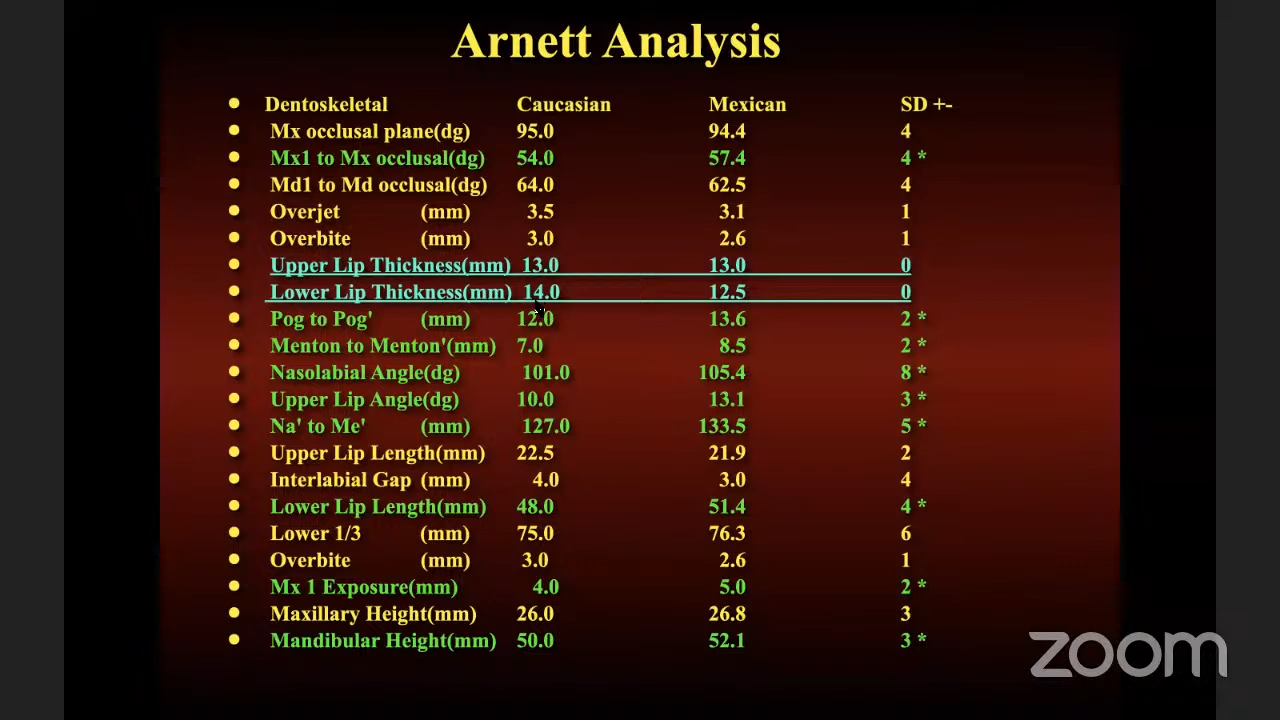 Arnett Analysis
• Dentoskeletal Caucasian Mexican SD +-
• Mx occlusal plane(dg) 95.0 94.4 4
• Mx1 to Mx occlusal(dg) 54.0 57.4 4 *
• Md1 to Md occlusal(dg) 64.0 62.5 4
• Overjet (mm) 3.5 3.1 1
• Overbite (mm) 3.0 2.6 1
• Upper Lip Thickness(mm) 13.0 13.0 0
• Lower Lip Thickness(mm) 14.0 12.5 0
• Pog to Pog' (mm) 12.0 13.6 2 *
• Menton to Menton'(mm) 7.0 8.5 2 *
• Nasolabial Angle(dg) 101.0 105.4 8 *
• Upper Lip Angle(dg) 10.0 13.1 3 *
• Na' to Me' (mm) 127.0 133.5 5 *
• Upper Lip Length(mm) 22.5 21.9 2
• Interlabial Gap (mm) 4.0 3.0 4
• Lower Lip Length(mm) 48.0 51.4 4 *
• Lower 1/3 (mm) 75.0 76.3 6
• Overbite (mm) 3.0 2.6 1
• Mx 1 Exposure(mm) 4.0 5.0 2 *
• Maxillary Height(mm) 26.0 26.8 3
• Mandibular Height(mm) 50.0 52.1 3 *
zoom